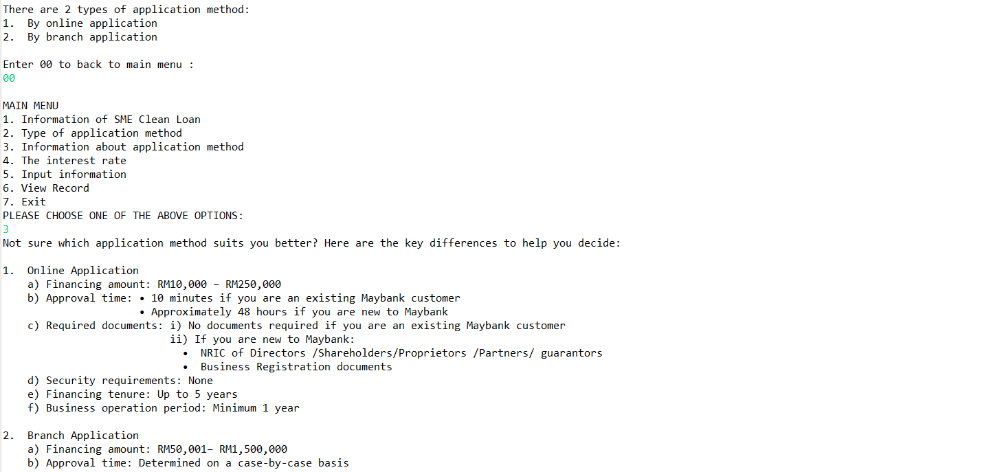 There are 2 types of application method:
1.  By online application
2.  By branch application
Enter 00 to back to main menu :
00
MAIN MENU
1. Information of SME Clean Loan
2. Type of application method
3. Information about application method
4. The interest rate
5. Input information
6. View Record
7. Exit
PLEASE CHOOSE ONE OF THE ABOVE OPTIONS:
3
Not sure which application method suits you better? Here are the key differences to help you decide:
1.  Online Application
a) Financing amount: RM10,000 – RM250,000
b) Approval time: • 10 minutes if you are an existing Maybank customer
• Approximately 48 hours if you are new to Maybank
c) Required documents: i) No documents required if you are an existing Maybank customer
ii) If you are new to Maybank:
•  NRIC of Directors /Shareholders/Proprietors /Partners/ guarantors
•  Business Registration documents
d) Security requirements: None
e) Financing tenure: Up to 5 years
f) Business operation period: Minimum 1 year
2.  Branch Application
a) Financing amount: RM50,001– RM1,500,000
b) Approval time: Determined on a case-by-case basis